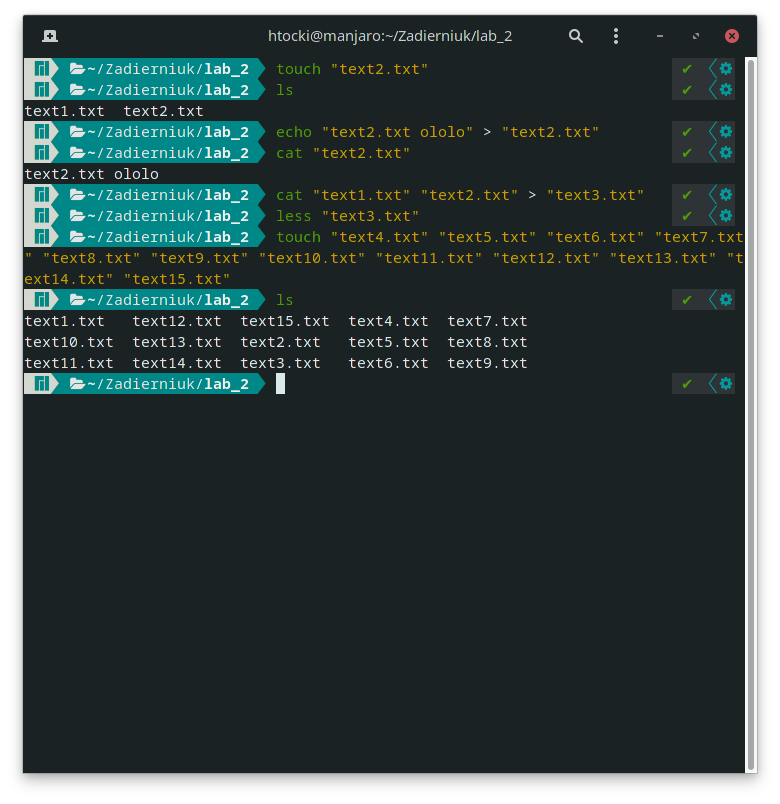 htocki@manjaro:~/Zadierniuk/lab_2
~/Zadierniuk/lab_2 touch "text2.txt" ✔
~/Zadierniuk/lab_2 ls ✔
text1.txt  text2.txt
~/Zadierniuk/lab_2 echo "text2.txt ololo" > "text2.txt" ✔
~/Zadierniuk/lab_2 cat "text2.txt" ✔
text2.txt ololo
~/Zadierniuk/lab_2 cat "text1.txt" "text2.txt" > "text3.txt" ✔
~/Zadierniuk/lab_2 less "text3.txt" ✔
~/Zadierniuk/lab_2 touch "text4.txt" "text5.txt" "text6.txt" "text7.txt
" "text8.txt" "text9.txt" "text10.txt" "text11.txt" "text12.txt" "text13.txt" "t
ext14.txt" "text15.txt"
~/Zadierniuk/lab_2 ls ✔
text1.txt   text12.txt  text15.txt  text4.txt  text7.txt
text10.txt  text13.txt  text2.txt   text5.txt  text8.txt
text11.txt  text14.txt  text3.txt   text6.txt  text9.txt
~/Zadierniuk/lab_2 ✔